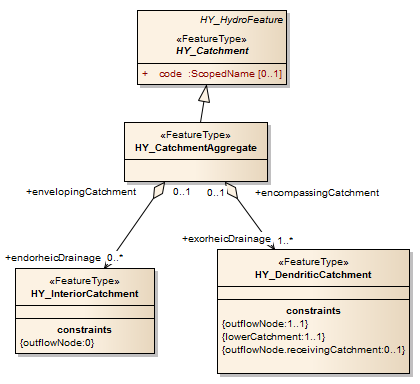 HY_HydroFeature
«FeatureType»
HY_Catchment
+ code :ScopedName [0..1]
«FeatureType»
HY_CatchmentAggregate
+envelopingCatchment 0..1 0..1 +encompassingCatchment
+exorheicDrainage 1..*
+endorheicDrainage 0..*
«FeatureType»
HY_InteriorCatchment
constraints
{outflowNode:0}
«FeatureType»
HY_DendriticCatchment
constraints
{outflowNode:1..1}
{lowerCatchment:1..1}
{outflowNode.receivingCatchment:0..1}